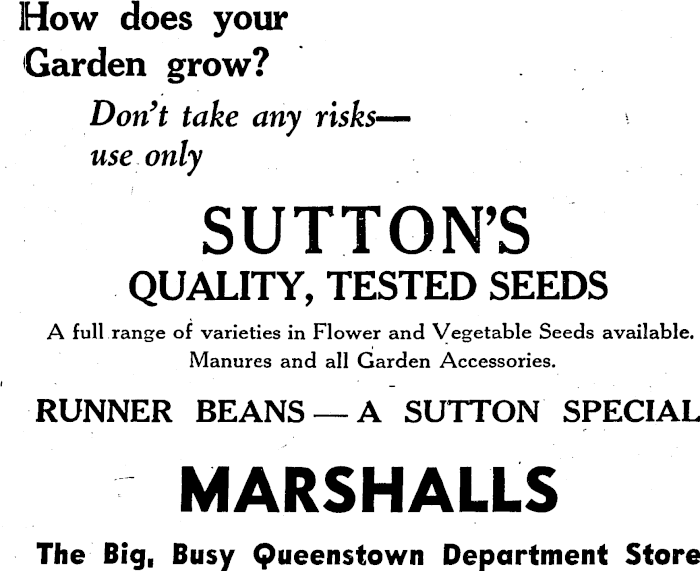 How does your
Garden grow?
Don't take any risks—
use only
SUTTON'S
QUALITY, TESTED SEEDS
A full range of varieties in Flower and Vegetable Seeds available.
Manures and all Garden Accessories.
RUNNER BEANS — A SUTTON SPECIAL
MARSHALLS
The Big, Busy Queenstown Department Store